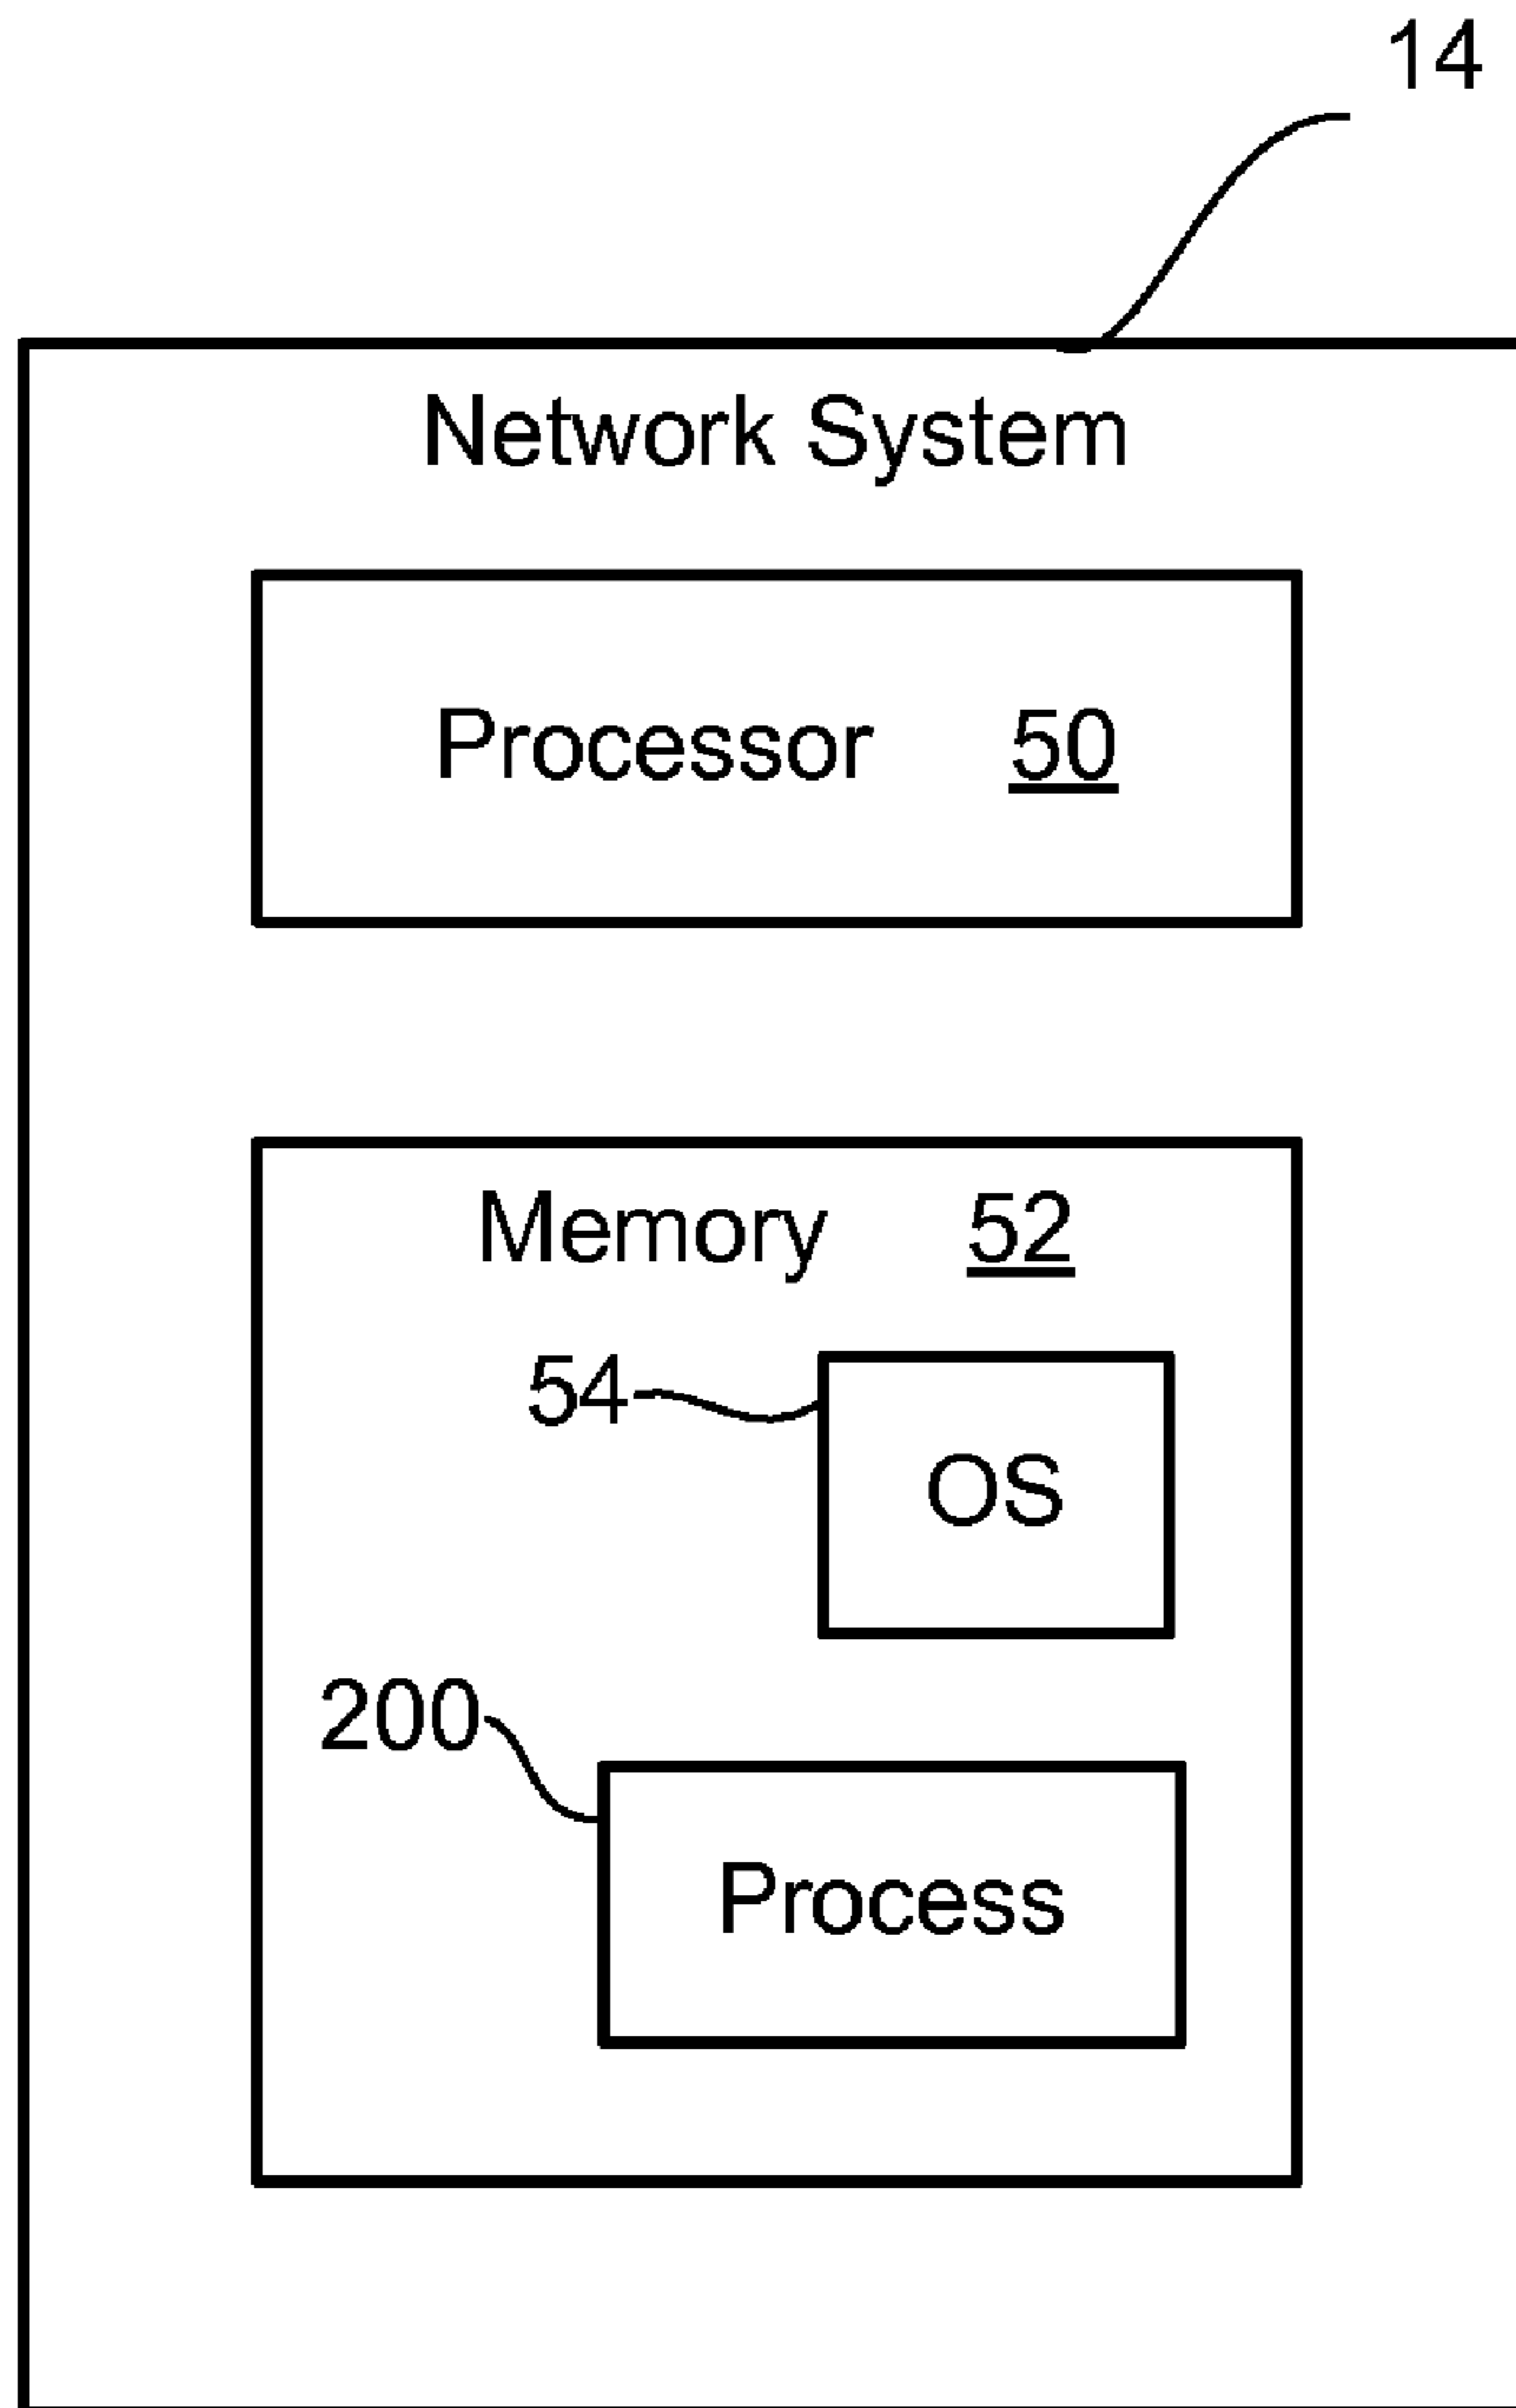 14
Network System
Processor 50
Memory 52
54
OS
200
Process